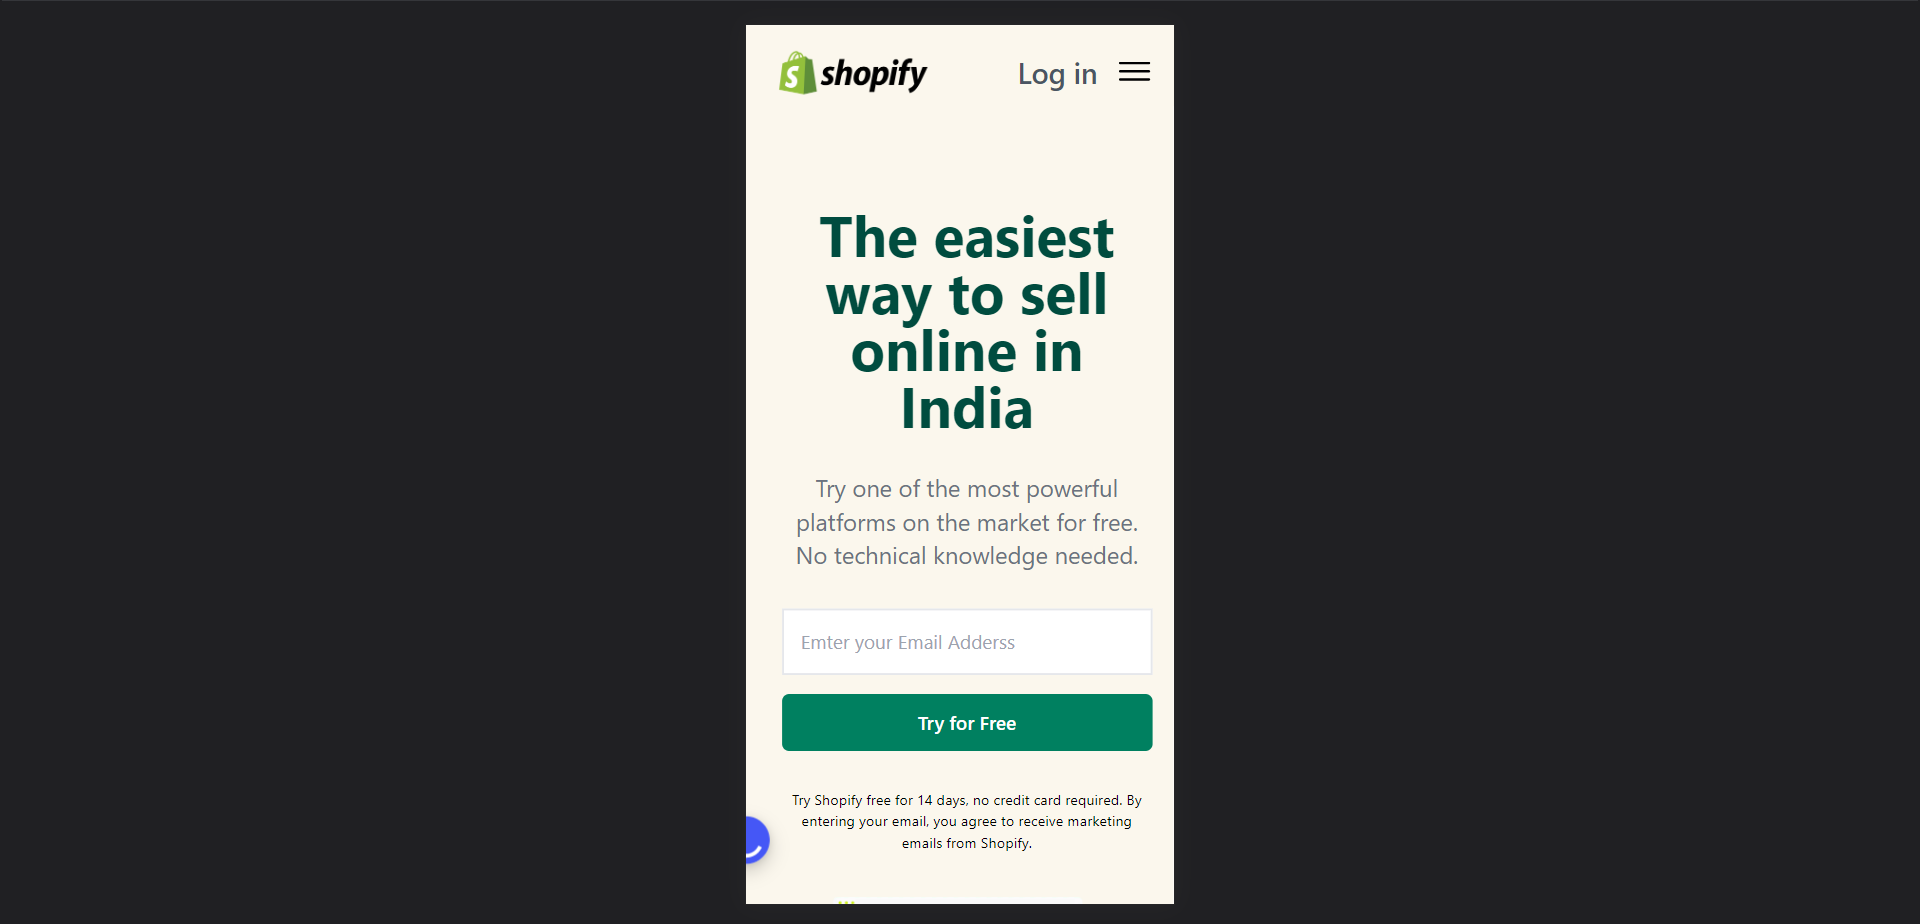 shopify
Log in
The easiest
way to sell
online in
India
Try one of the most powerful
platforms on the market for free.
No technical knowledge needed.
Emter your Email Adderss
Try for Free
Try Shopify free for 14 days, no credit card required. By
entering your email, you agree to receive marketing
emails from Shopify.